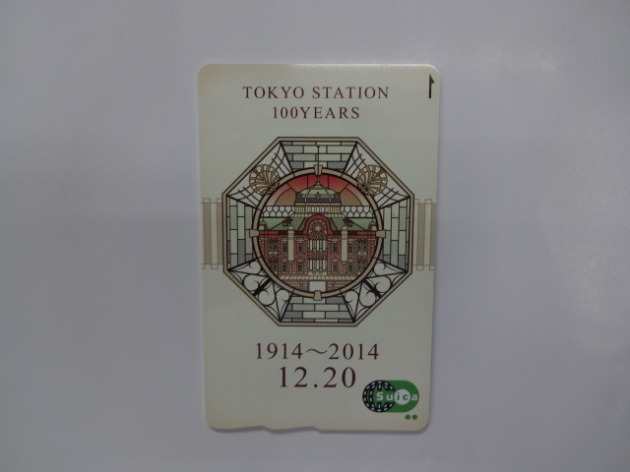 TOKYO STATION
100YEARS
1914～2014
12.20
Suica